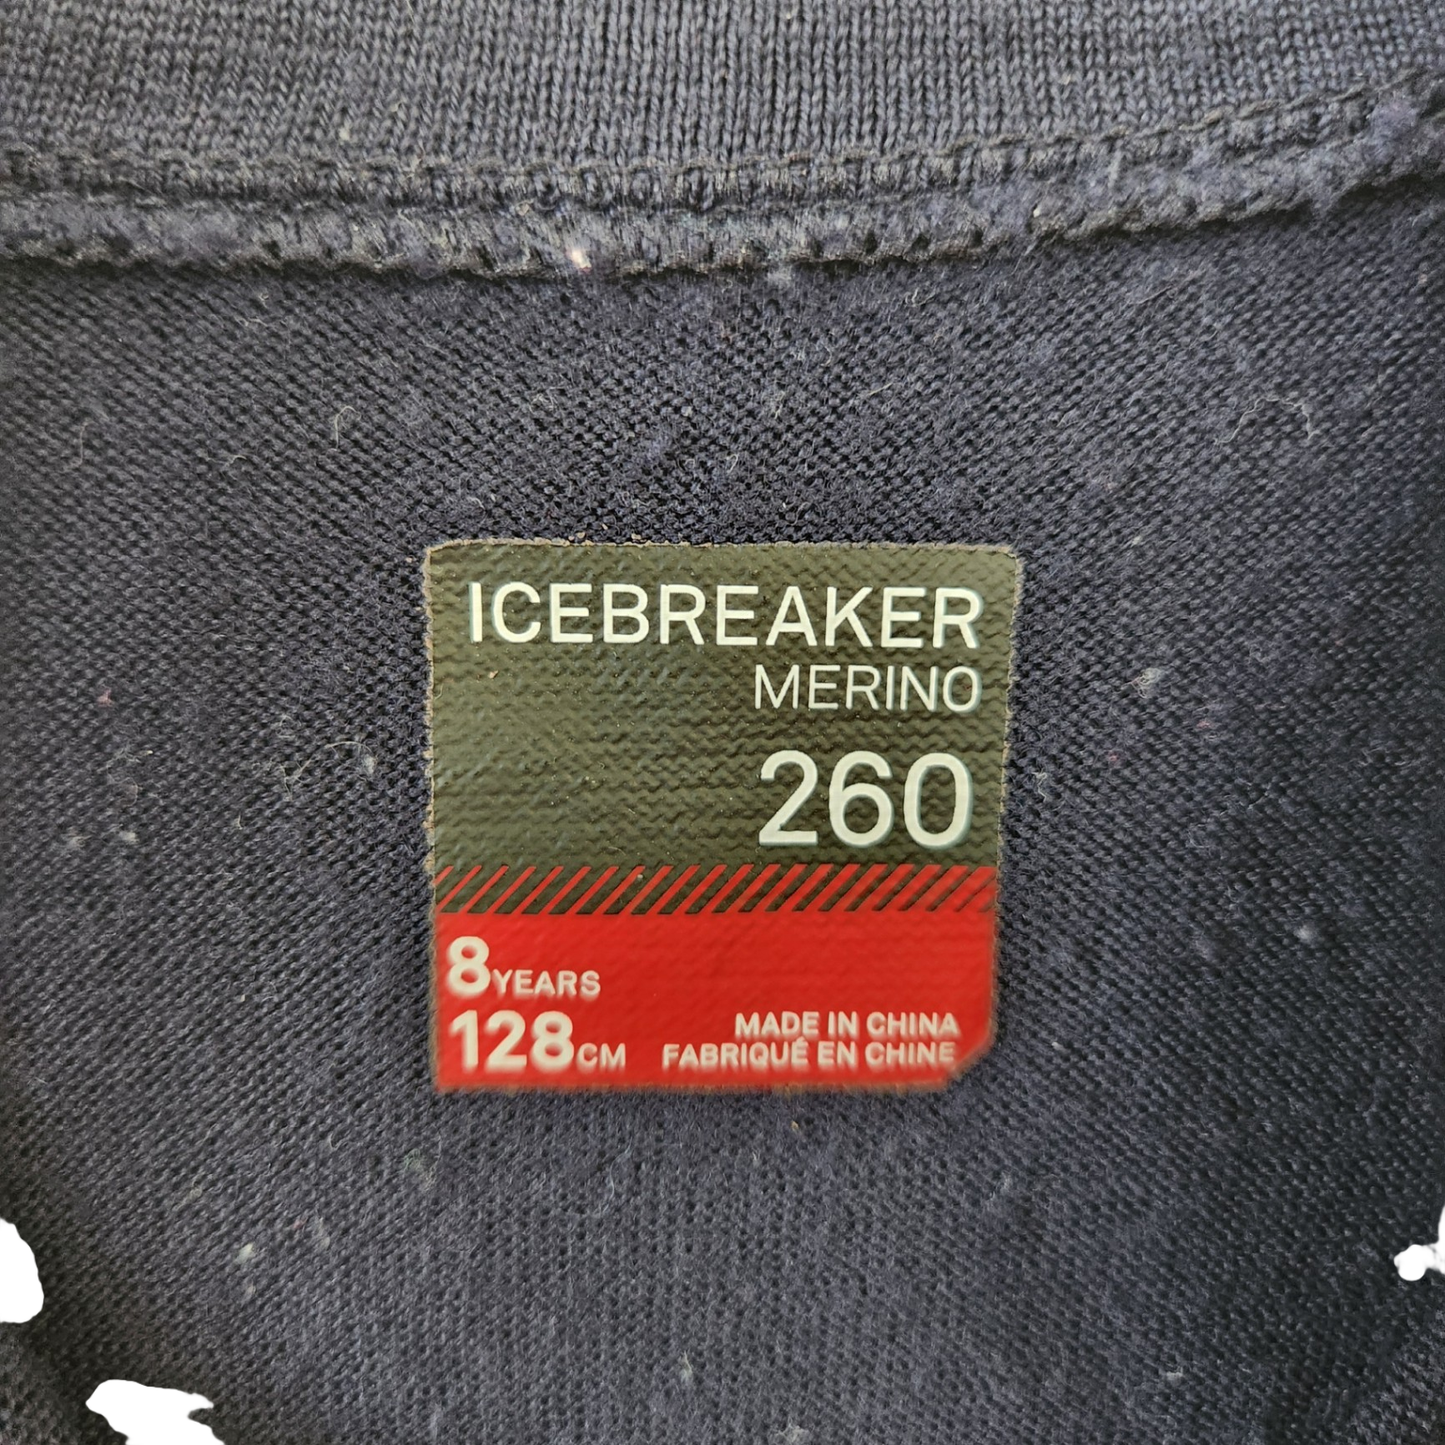 ICEBREAKER
MERINO
260
8YEARS
128CM
MADE IN CHINA
FABRIQUÉ EN CHINE